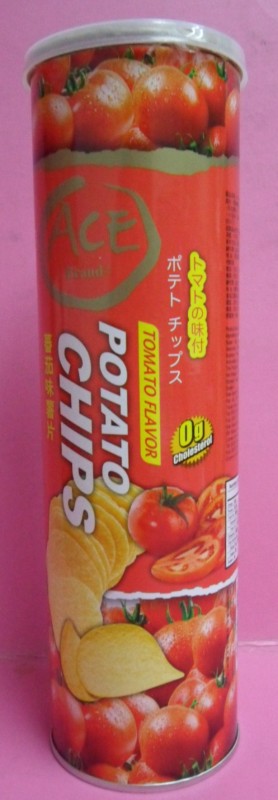 ACE
Brand
トマトの味付
ポテト チップス
TOMATO FLAVOR
POTATO
CHIPS
番茄味薯片
0g
Cholesterol